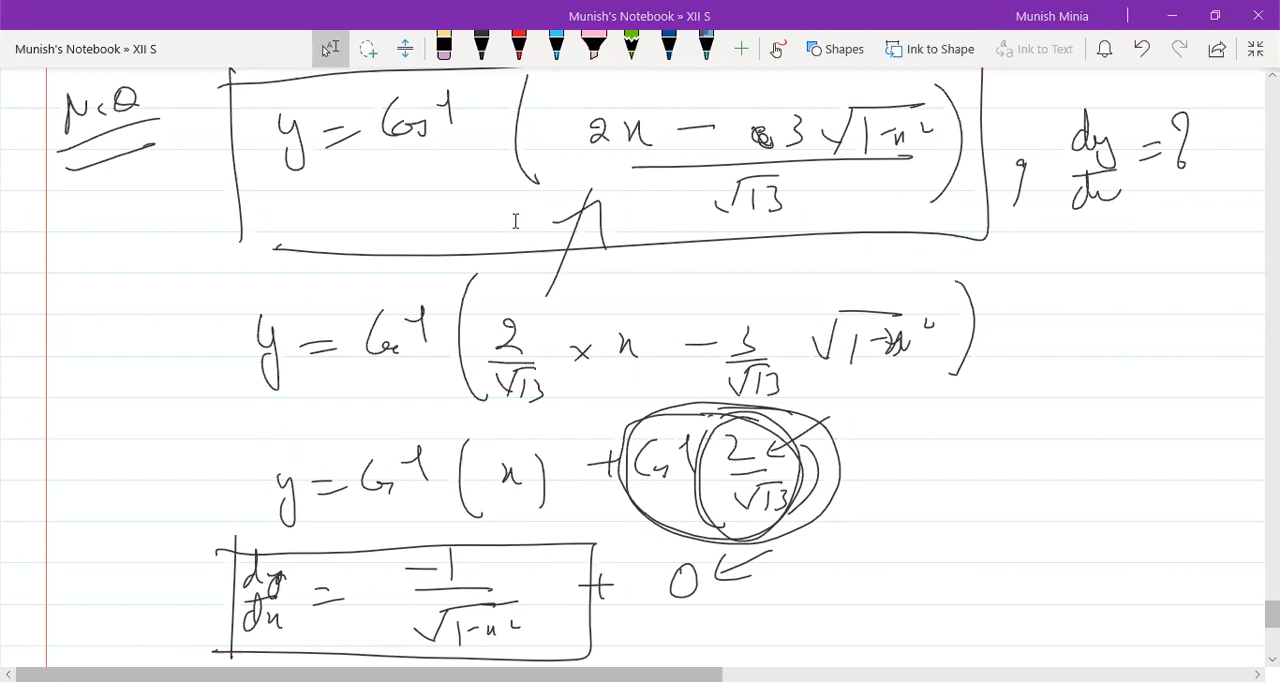 Munish's Notebook » XII S
Munish Minia
Munish's Notebook » XII S
Shapes
Ink to Shape
Ink to Text
NCQ
y = Cos⁻¹ ( (2x − 3√(1−x²)) / √13 ) , dy/dx = ?
y = Cos⁻¹ ( 2/√13 × x − 3/√13 √(1−x²) )
y = Cos⁻¹ (x) + Cos⁻¹ (2/√13)
dy/dx = −1/√(1−x²) + 0